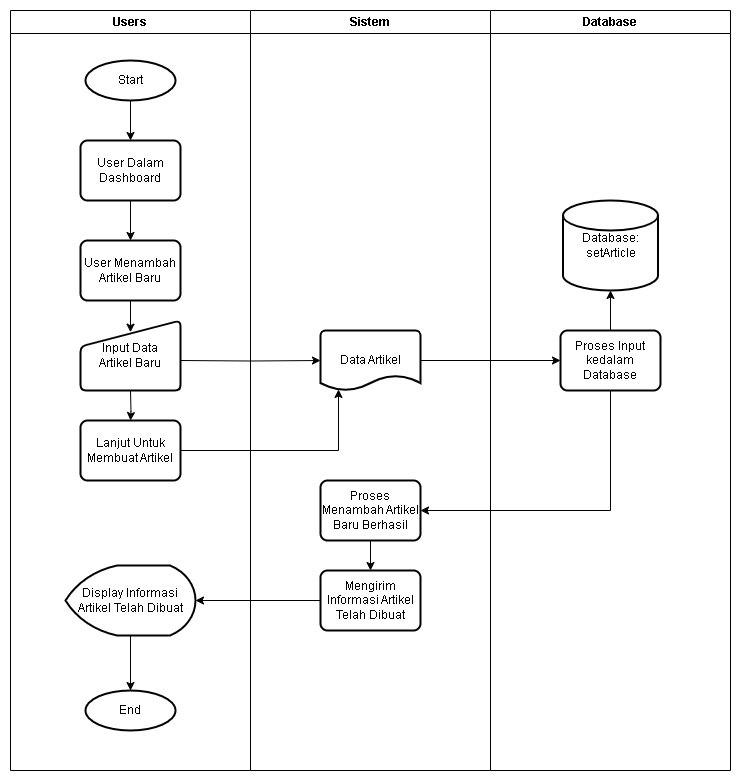 Users
Sistem
Database
Start
User Dalam
Dashboard
User Menambah
Artikel Baru
Database:
setArticle
Input Data
Artikel Baru
Data Artikel
Proses Input
kedalam
Database
Lanjut Untuk
Membuat Artikel
Proses
Menambah Artikel
Baru Berhasil
Mengirim
Informasi Artikel
Telah Dibuat
Display Informasi
Artikel Telah Dibuat
End